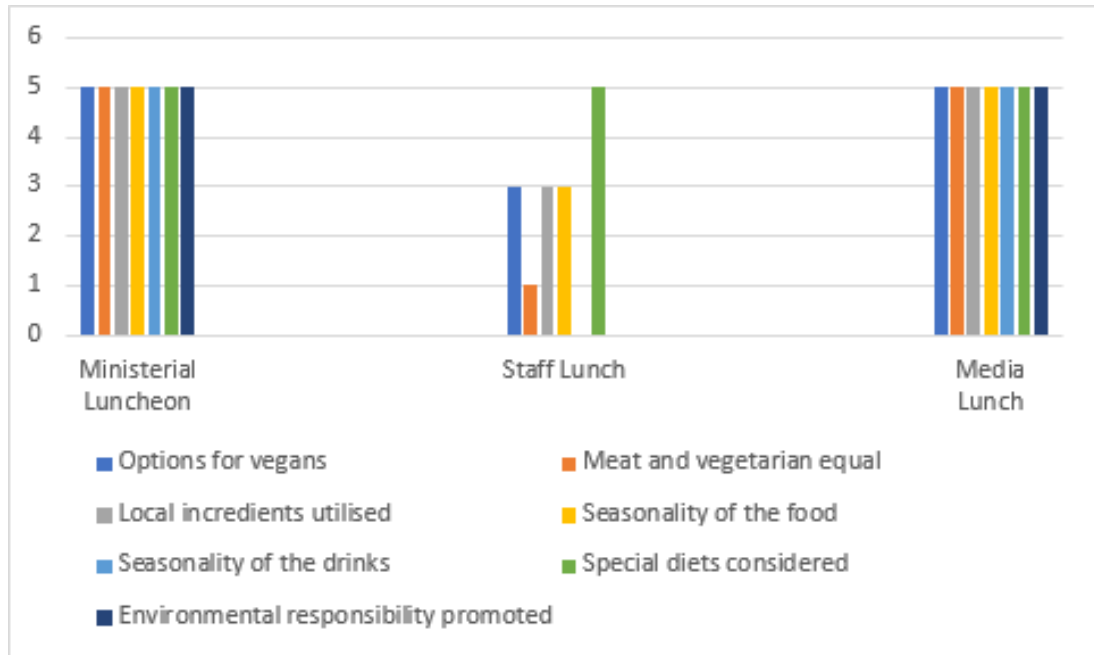 6
5
4
3
2
1
0
Ministerial Luncheon
Staff Lunch
Media Lunch
Options for vegans
Meat and vegetarian equal
Local incredients utilised
Seasonality of the food
Seasonality of the drinks
Special diets considered
Environmental responsibility promoted